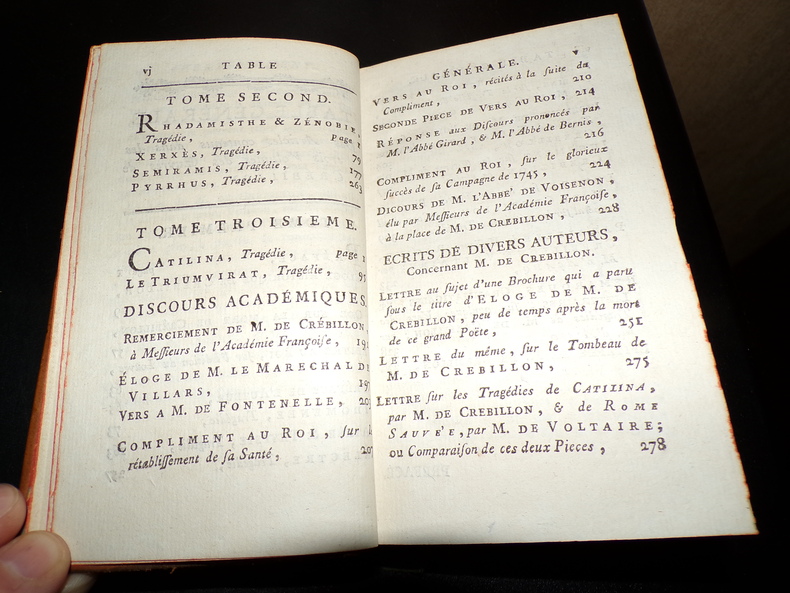 vj TABLE
TOME SECOND.
RHADAMISTHE & ZÉNOBIE,
Tragédie, page 1
XERXÈS, Tragédie, 79
SEMIRAMIS, Tragédie, 177
PYRRHUS, Tragédie, 263
TOME TROISIEME.
CATILINA, Tragédie, page 1
LE TRIUMVIRAT, Tragédie, 95
DISCOURS ACADÉMIQUES.
REMERCIEMENT DE M. DE CRÉBILLON,
à Meſſieurs de l'Académie Françoiſe,
ÉLOGE DE M. LE MARECHAL DE
VILLARS,
VERS A M. DE FONTENELLE,
COMPLIMENT AU ROI, ſur
rétabliſſement de ſa Santé,
GÉNÉRALE. v
VERS AU ROI, récités à la ſuite du
Compliment, 210
SECONDE PIECE DE VERS AU ROI, 214
RÉPONSE aux Diſcours prononcés par
M. l'Abbé Girard, & M. l'Abbé de Bernis,
216
COMPLIMENT AU ROI, ſur le glorieux
ſuccès de ſa Campagne de 1745, 224
DICOURS DE M. L'ABBÉ DE VOISENON,
élu par Meſſieurs de l'Académie Françoiſe,
à la place de M. DE CREBILLON, 228
ECRITS DE DIVERS AUTEURS,
Concernant M. DE CREBILLON.
LETTRE au ſujet d'une Brochure qui a paru
ſous le titre d'ELOGE DE M. DE
CREBILLON, peu de temps après la mort
de ce grand Poëte, 251
LETTRE du même, ſur le Tombeau de
M. DE CREBILLON, 275
LETTRE ſur les Tragédies de CATILINA,
par M. DE CREBILLON, & de ROME
SAUVE'E, par M. DE VOLTAIRE;
ou Comparaiſon de ces deux Pieces, 278